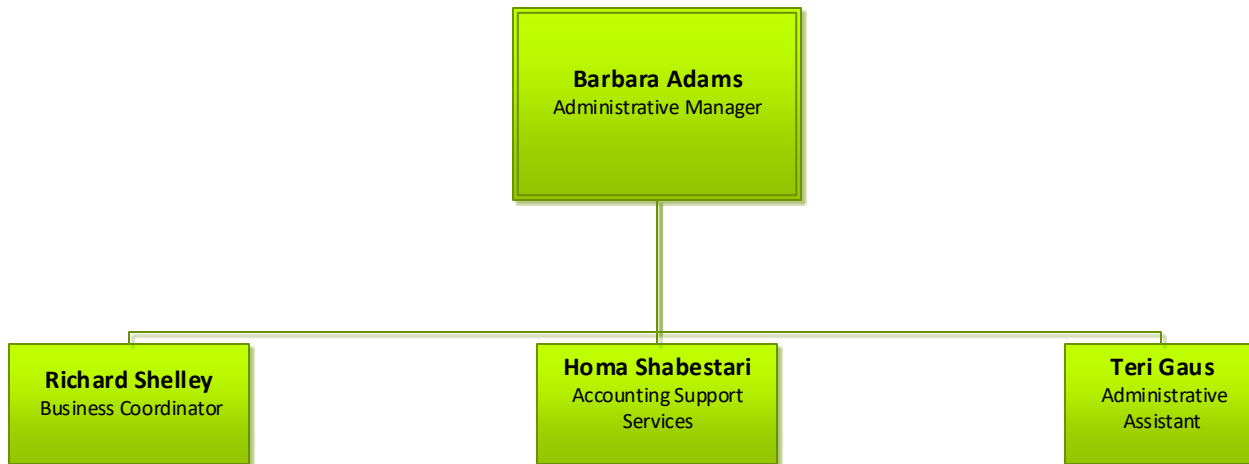 Barbara Adams
Administrative Manager
Richard Shelley
Business Coordinator
Homa Shabestari
Accounting Support
Services
Teri Gaus
Administrative
Assistant